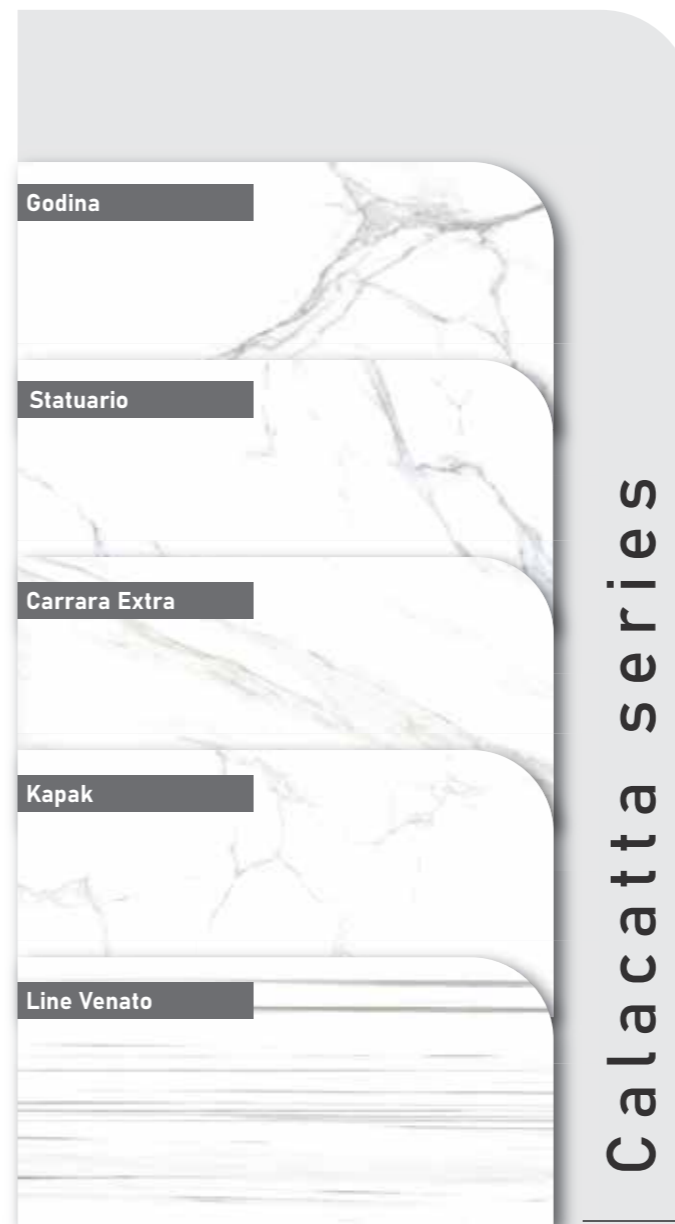 Godina
Statuario
Carrara Extra
Kapak
Line Venato
Calacatta series